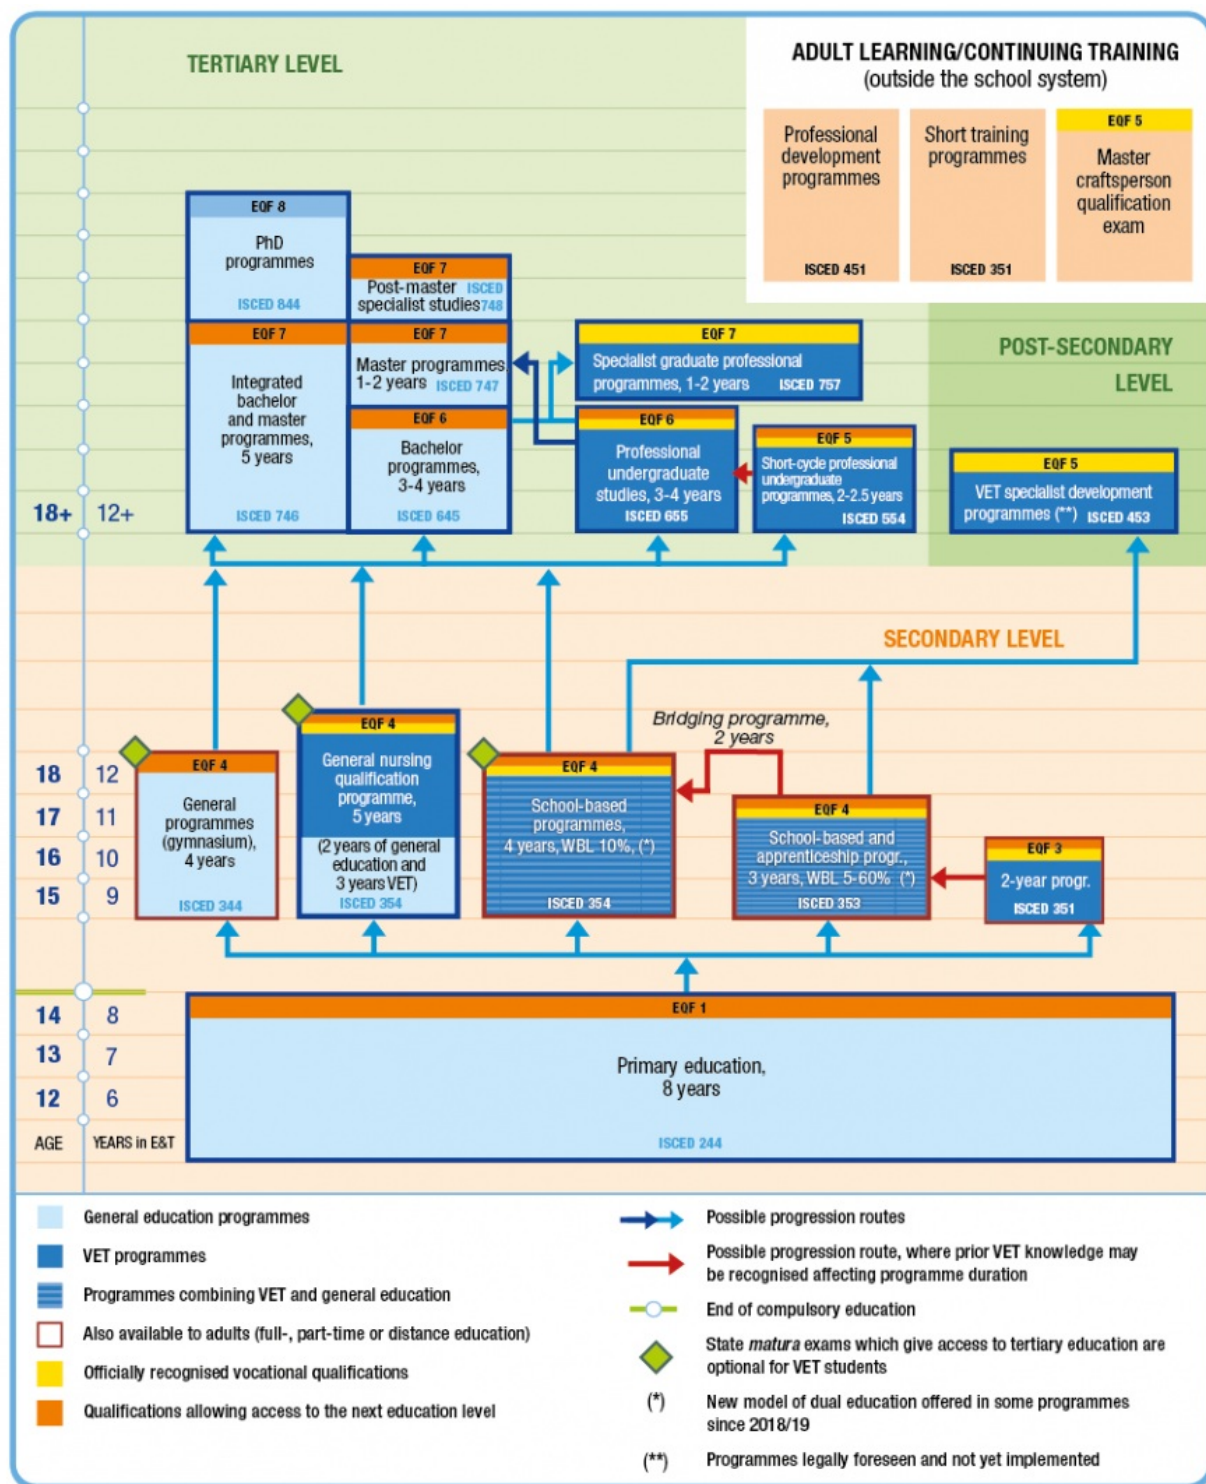 TERTIARY LEVEL
ADULT LEARNING/CONTINUING TRAINING
(outside the school system)
Professional
development
programmes
ISCED 451
Short training
programmes
ISCED 351
EQF 5
Master
craftsperson
qualification
exam
EQF 8
PhD
programmes
ISCED 844
EQF 7
Post-master ISCED
specialist studies 748
EQF 7
Integrated
bachelor
and master
programmes,
5 years
ISCED 746
EQF 7
Master programmes,
1-2 years ISCED 747
EQF 6
Bachelor
programmes,
3-4 years
ISCED 645
EQF 7
Specialist graduate professional
programmes, 1-2 years ISCED 757
EQF 6
Professional
undergraduate
studies, 3-4 years
ISCED 655
EQF 5
Short-cycle professional
undergraduate
programmes, 2-2.5 years
ISCED 554
POST-SECONDARY
LEVEL
EQF 5
VET specialist development
programmes (**) ISCED 453
18+ 12+
SECONDARY LEVEL
Bridging programme,
2 years
18 12
17 11
16 10
15 9
EQF 4
General
programmes
(gymnasium),
4 years
ISCED 344
EQF 4
General nursing
qualification
programme,
5 years
(2 years of general
education and
3 years VET)
ISCED 354
EQF 4
School-based
programmes,
4 years, WBL 10%, (*)
ISCED 354
EQF 4
School-based and
apprenticeship progr.,
3 years, WBL 5-60% (*)
ISCED 353
EQF 3
2-year progr.
ISCED 351
14 8
13 7
12 6
AGE YEARS in E&T
EQF 1
Primary education,
8 years
ISCED 244
General education programmes
VET programmes
Programmes combining VET and general education
Also available to adults (full-, part-time or distance education)
Officially recognised vocational qualifications
Qualifications allowing access to the next education level
Possible progression routes
Possible progression route, where prior VET knowledge may
be recognised affecting programme duration
End of compulsory education
State matura exams which give access to tertiary education are
optional for VET students
(*) New model of dual education offered in some programmes
since 2018/19
(**) Programmes legally foreseen and not yet implemented